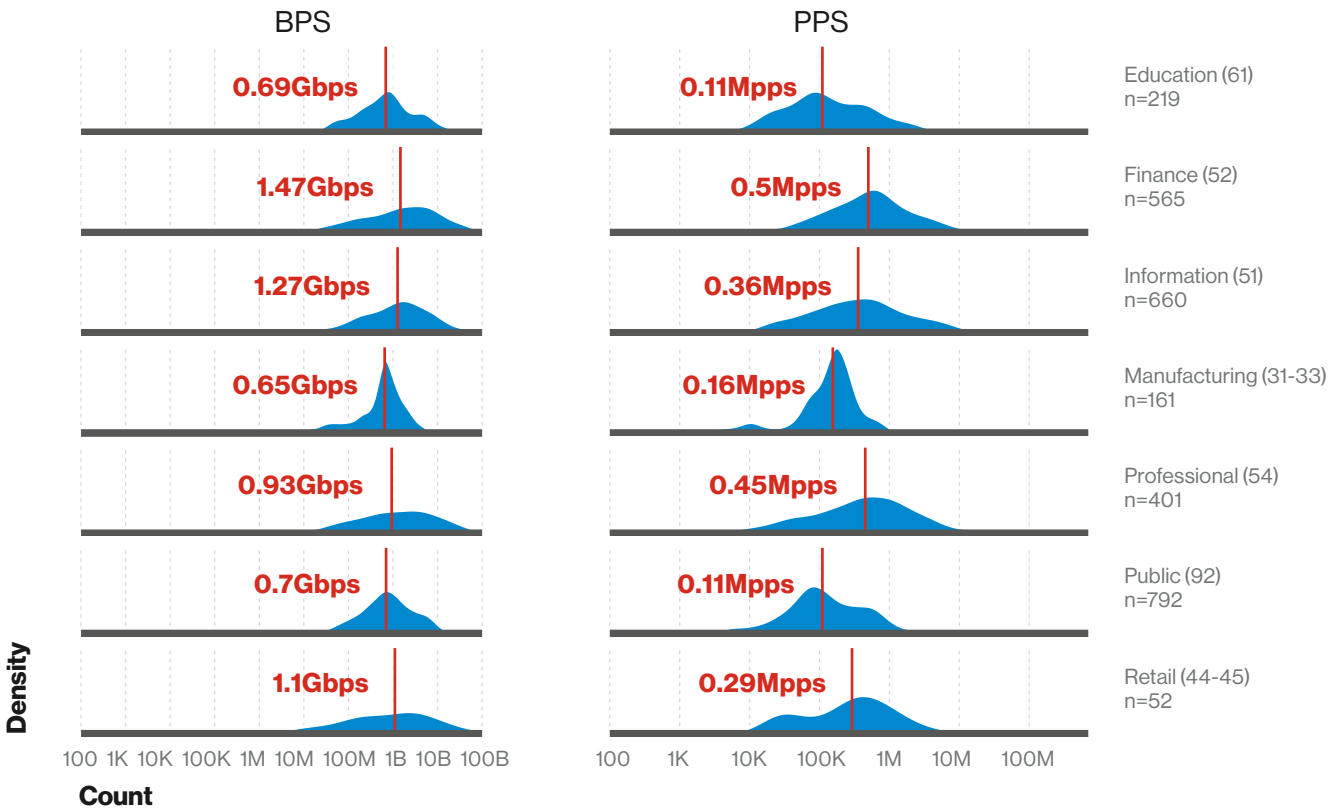 BPS
PPS
0.69Gbps
0.11Mpps
Education (61)
n=219
1.47Gbps
0.5Mpps
Finance (52)
n=565
1.27Gbps
0.36Mpps
Information (51)
n=660
0.65Gbps
0.16Mpps
Manufacturing (31-33)
n=161
0.93Gbps
0.45Mpps
Professional (54)
n=401
0.7Gbps
0.11Mpps
Public (92)
n=792
1.1Gbps
0.29Mpps
Retail (44-45)
n=52
Density
100 1K 10K 100K 1M 10M 100M 1B 10B 100B
100 1K 10K 100K 1M 10M 100M
Count